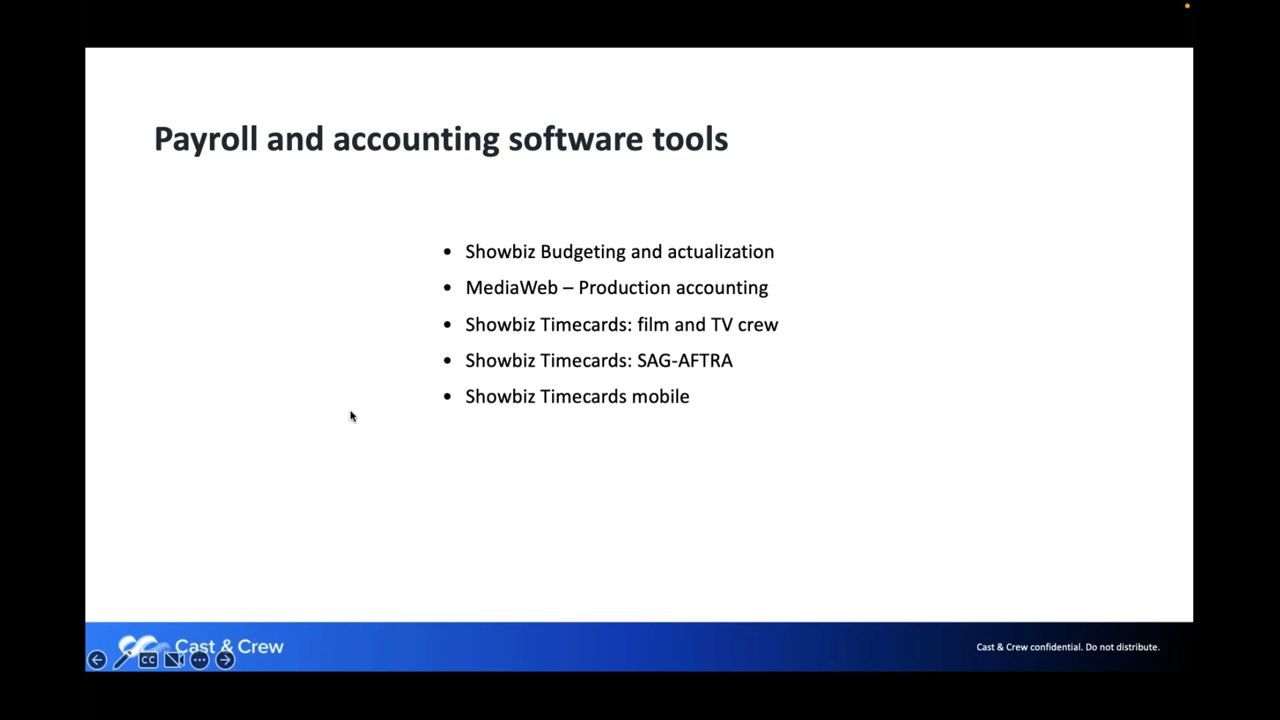 Payroll and accounting software tools
• Showbiz Budgeting and actualization
• MediaWeb – Production accounting
• Showbiz Timecards: film and TV crew
• Showbiz Timecards: SAG-AFTRA
• Showbiz Timecards mobile
Cast & Crew
Cast & Crew confidential. Do not distribute.
CC